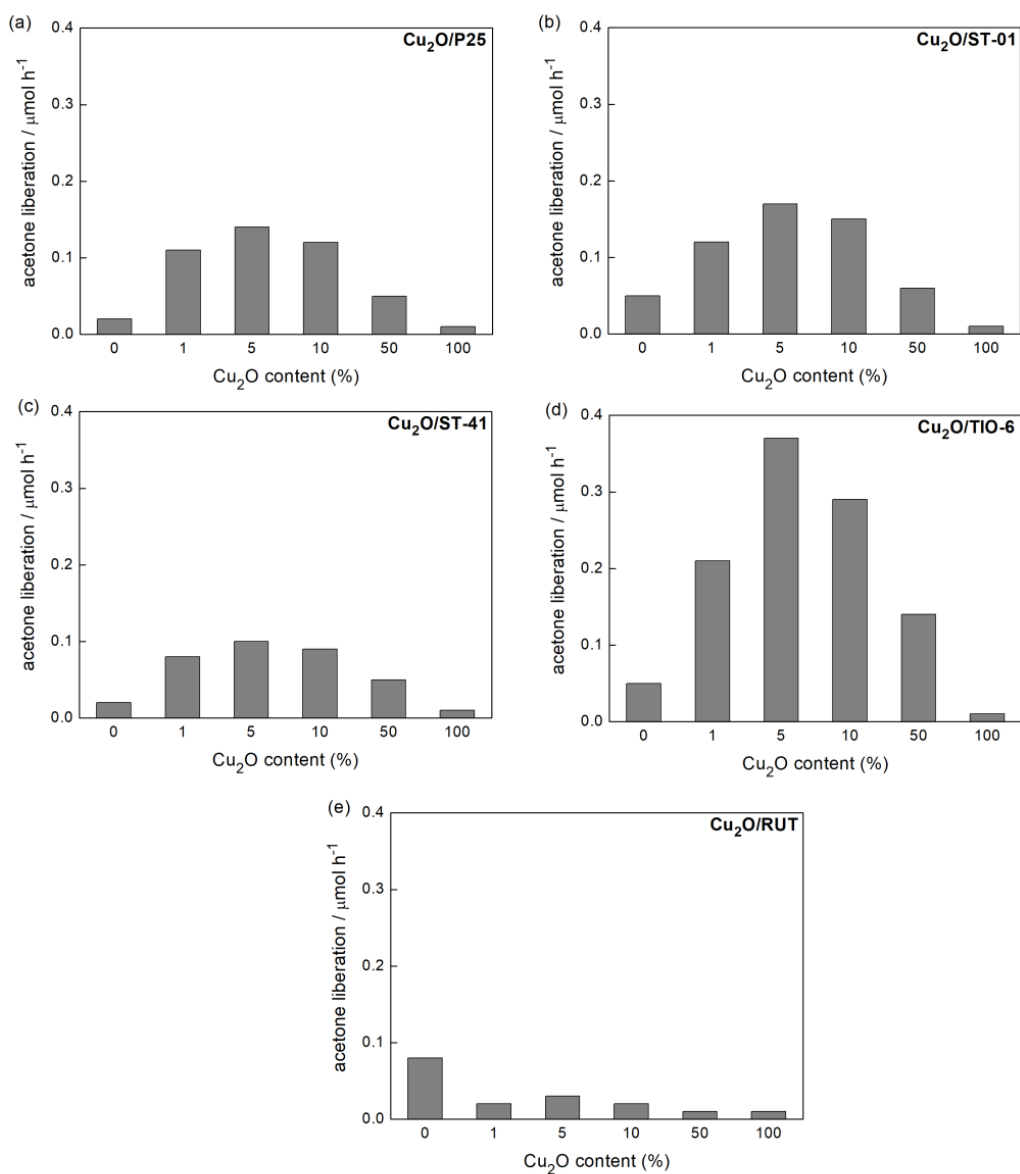 (a)
Cu₂O/P25
acetone liberation / μmol h⁻¹
0.4
0.3
0.2
0.1
0.0
0 1 5 10 50 100
Cu₂O content (%)
(b)
Cu₂O/ST-01
acetone liberation / μmol h⁻¹
0.4
0.3
0.2
0.1
0.0
0 1 5 10 50 100
Cu₂O content (%)
(c)
Cu₂O/ST-41
acetone liberation / μmol h⁻¹
0.4
0.3
0.2
0.1
0.0
0 1 5 10 50 100
Cu₂O content (%)
(d)
Cu₂O/TIO-6
acetone liberation / μmol h⁻¹
0.4
0.3
0.2
0.1
0.0
0 1 5 10 50 100
Cu₂O content (%)
(e)
Cu₂O/RUT
acetone liberation / μmol h⁻¹
0.4
0.3
0.2
0.1
0.0
0 1 5 10 50 100
Cu₂O content (%)